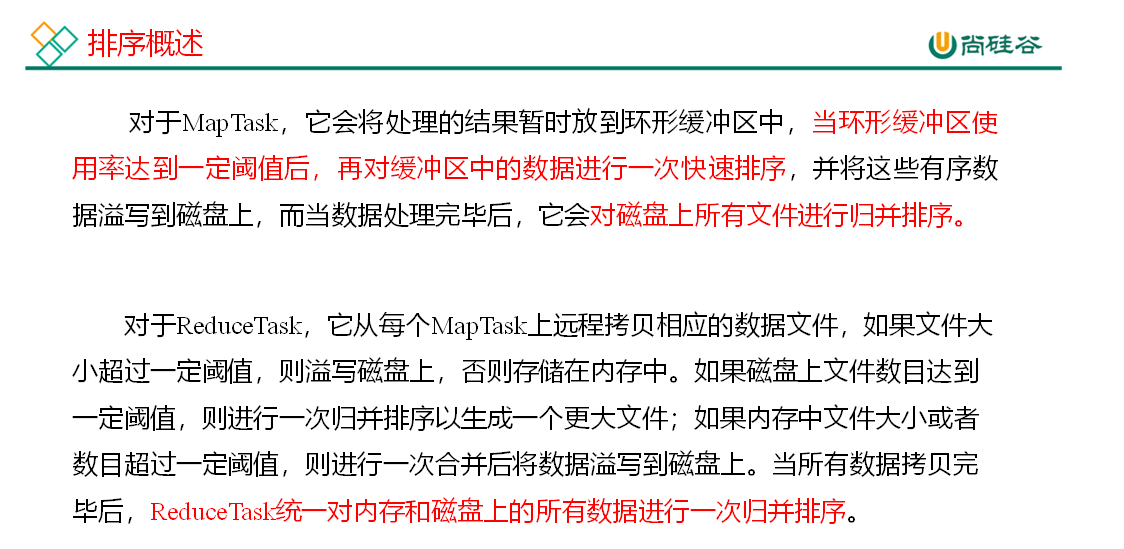 排序概述
尚硅谷
对于MapTask，它会将处理的结果暂时放到环形缓冲区中，当环形缓冲区使
用率达到一定阈值后，再对缓冲区中的数据进行一次快速排序，并将这些有序数
据溢写到磁盘上，而当数据处理完毕后，它会对磁盘上所有文件进行归并排序。
对于ReduceTask，它从每个MapTask上远程拷贝相应的数据文件，如果文件大
小超过一定阈值，则溢写磁盘上，否则存储在内存中。如果磁盘上文件数目达到
一定阈值，则进行一次归并排序以生成一个更大文件；如果内存中文件大小或者
数目超过一定阈值，则进行一次合并后将数据溢写到磁盘上。当所有数据拷贝完
毕后，ReduceTask统一对内存和磁盘上的所有数据进行一次归并排序。